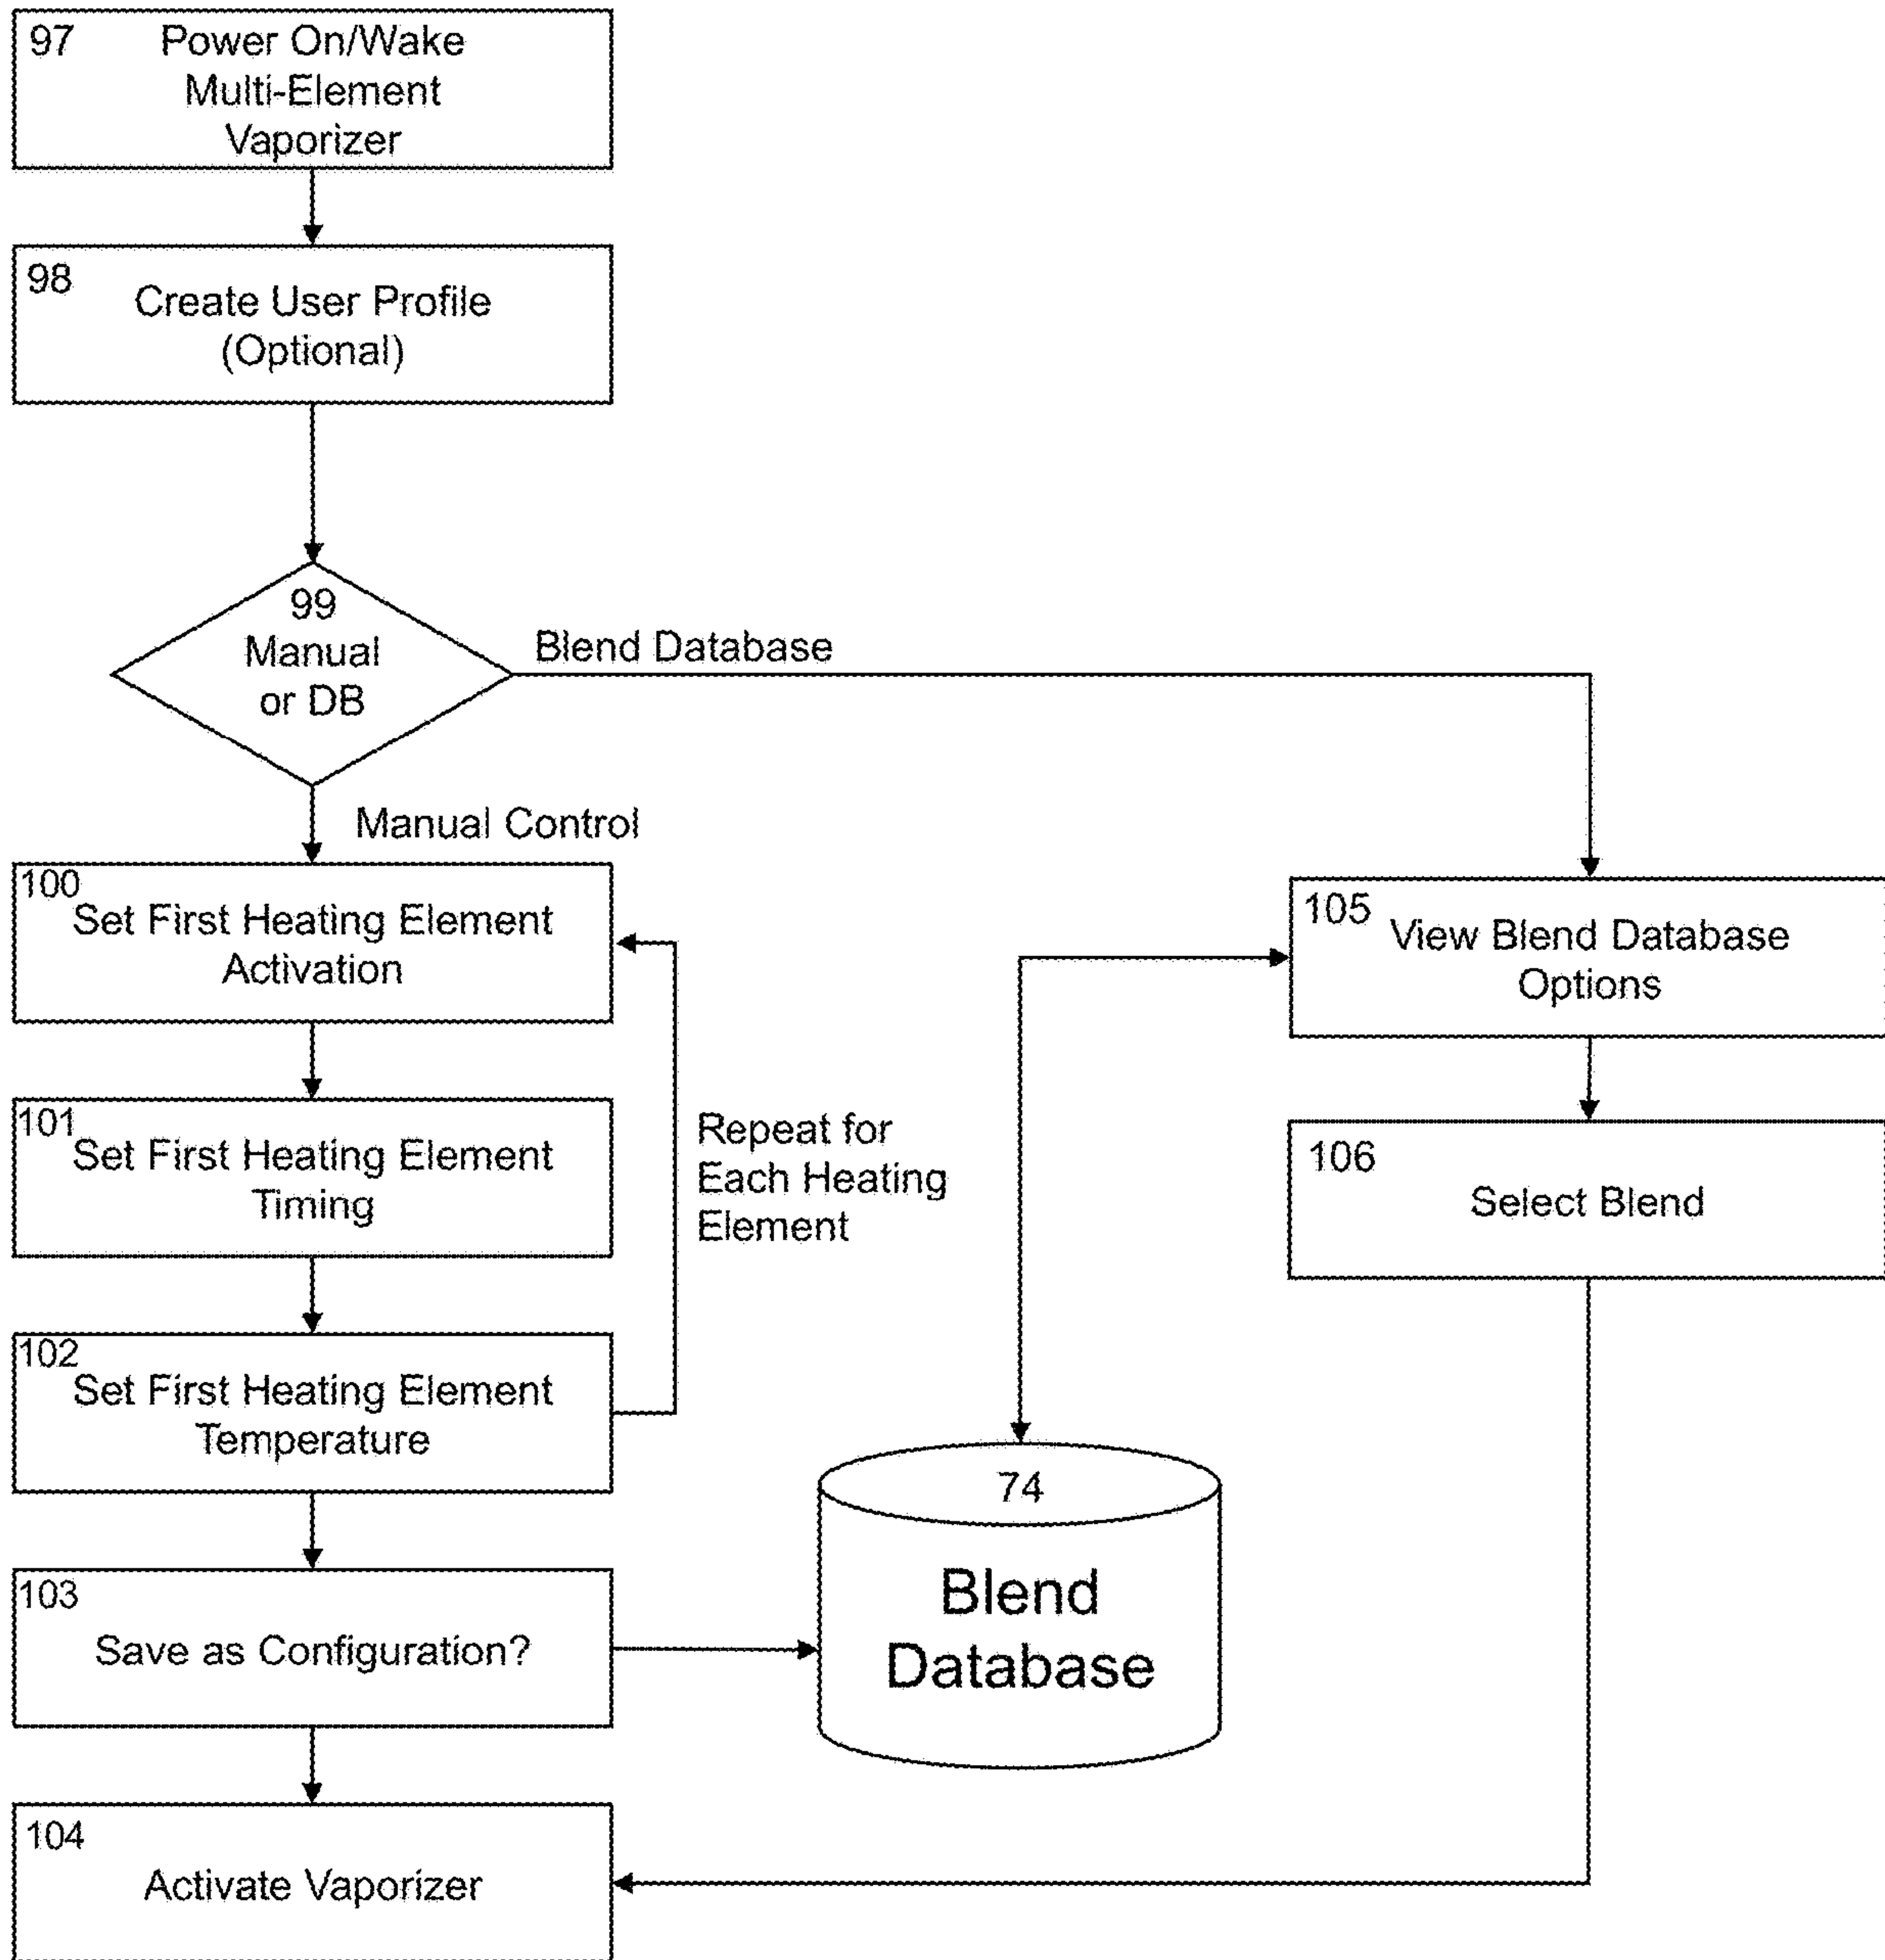 97 Power On/Wake
Multi-Element
Vaporizer
98
Create User Profile
(Optional)
99
Manual
or DB
Blend Database
Manual Control
100
Set First Heating Element
Activation
105
View Blend Database
Options
101
Set First Heating Element
Timing
Repeat for
Each Heating
Element
106
Select Blend
102
Set First Heating Element
Temperature
74
Blend
Database
103
Save as Configuration?
104
Activate Vaporizer